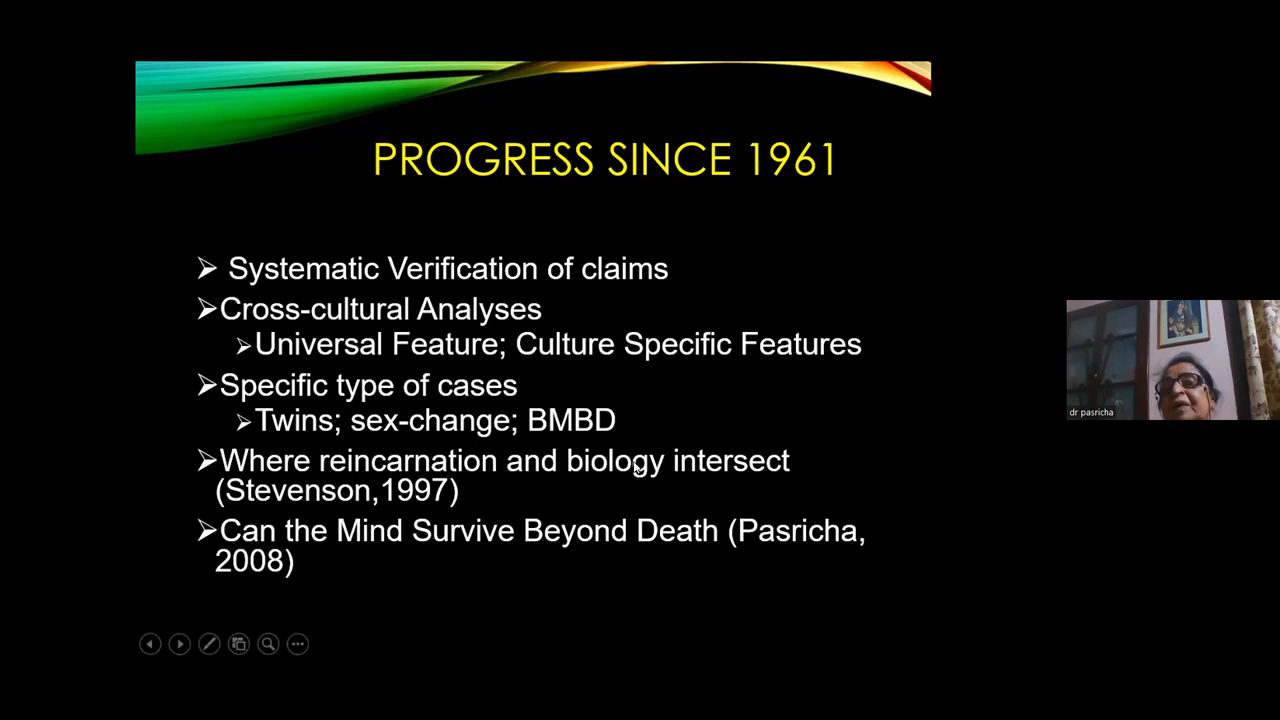 PROGRESS SINCE 1961
➢ Systematic Verification of claims
➢Cross-cultural Analyses
➢Universal Feature; Culture Specific Features
➢Specific type of cases
➢Twins; sex-change; BMBD
➢Where reincarnation and biology intersect
(Stevenson,1997)
➢Can the Mind Survive Beyond Death (Pasricha,
2008)
dr pasricha